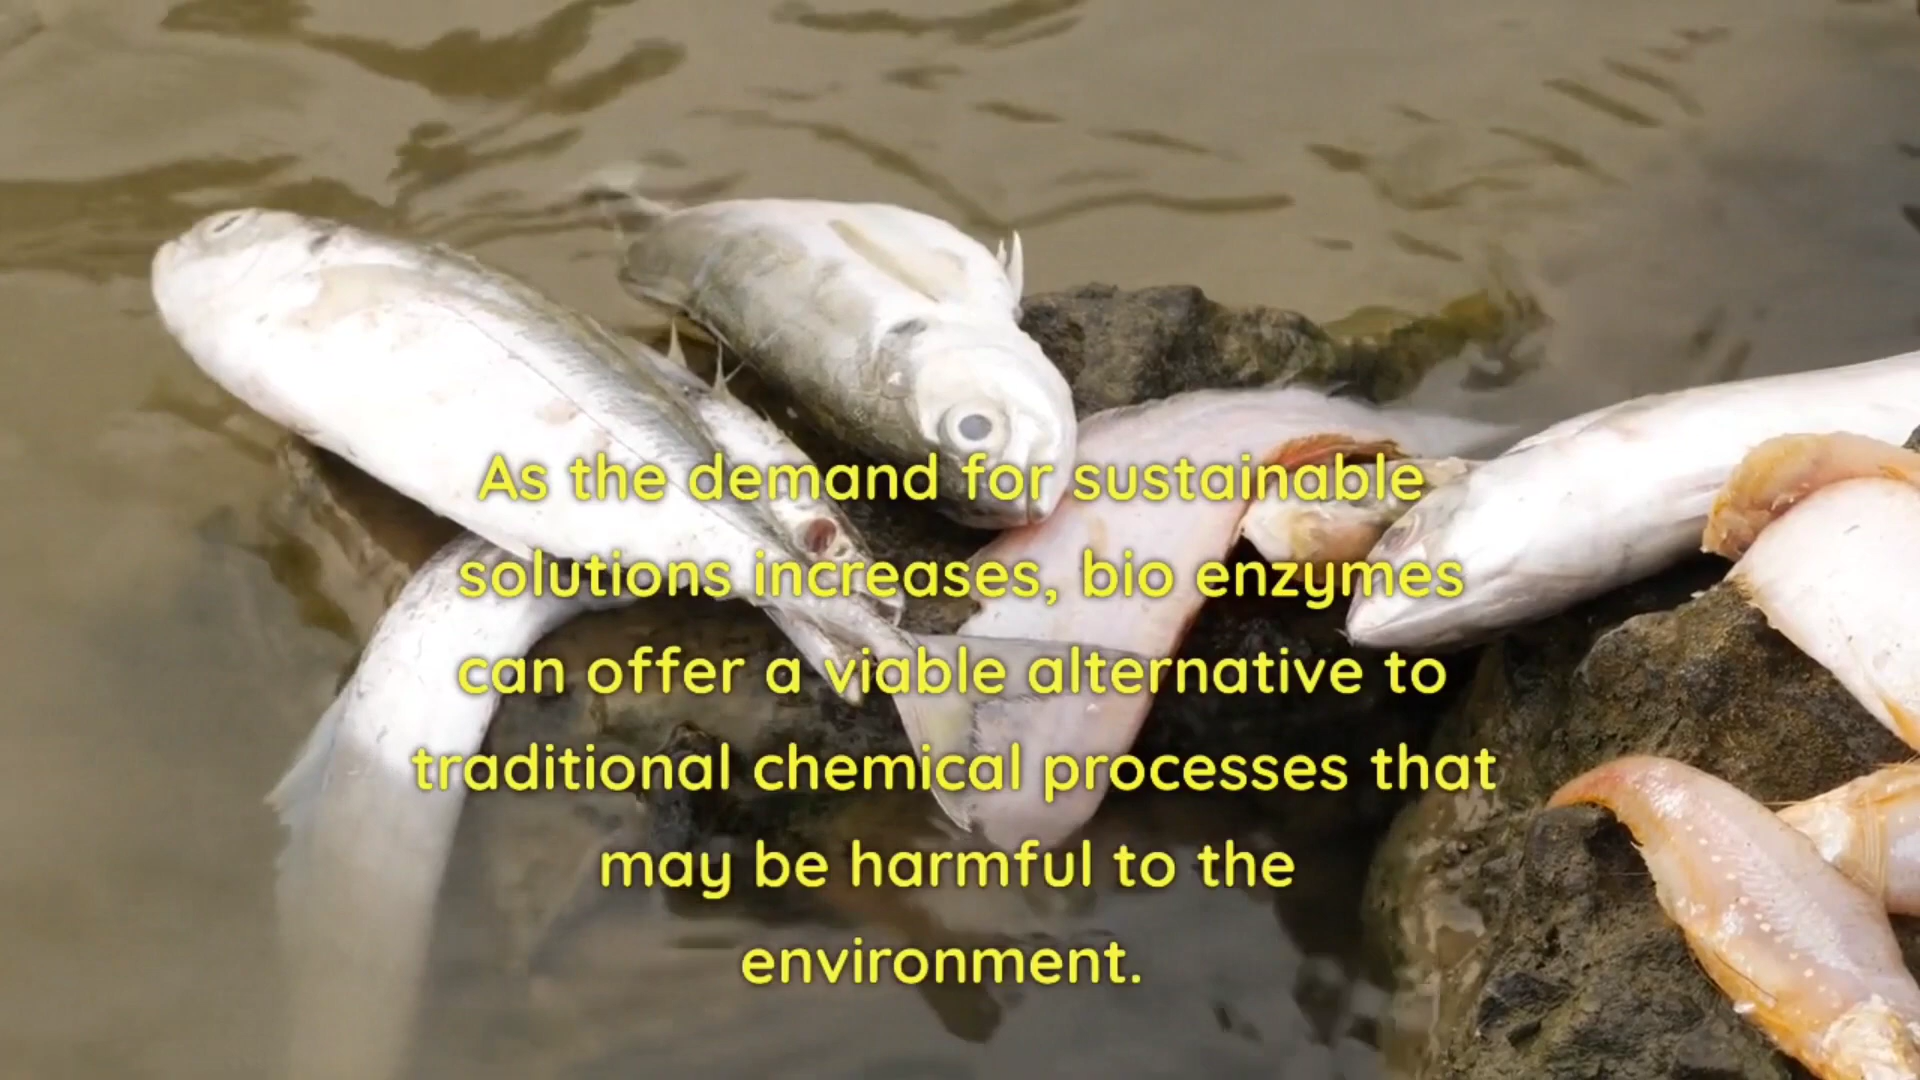 As the demand for sustainable
solutions increases, bio enzymes
can offer a viable alternative to
traditional chemical processes that
may be harmful to the
environment.